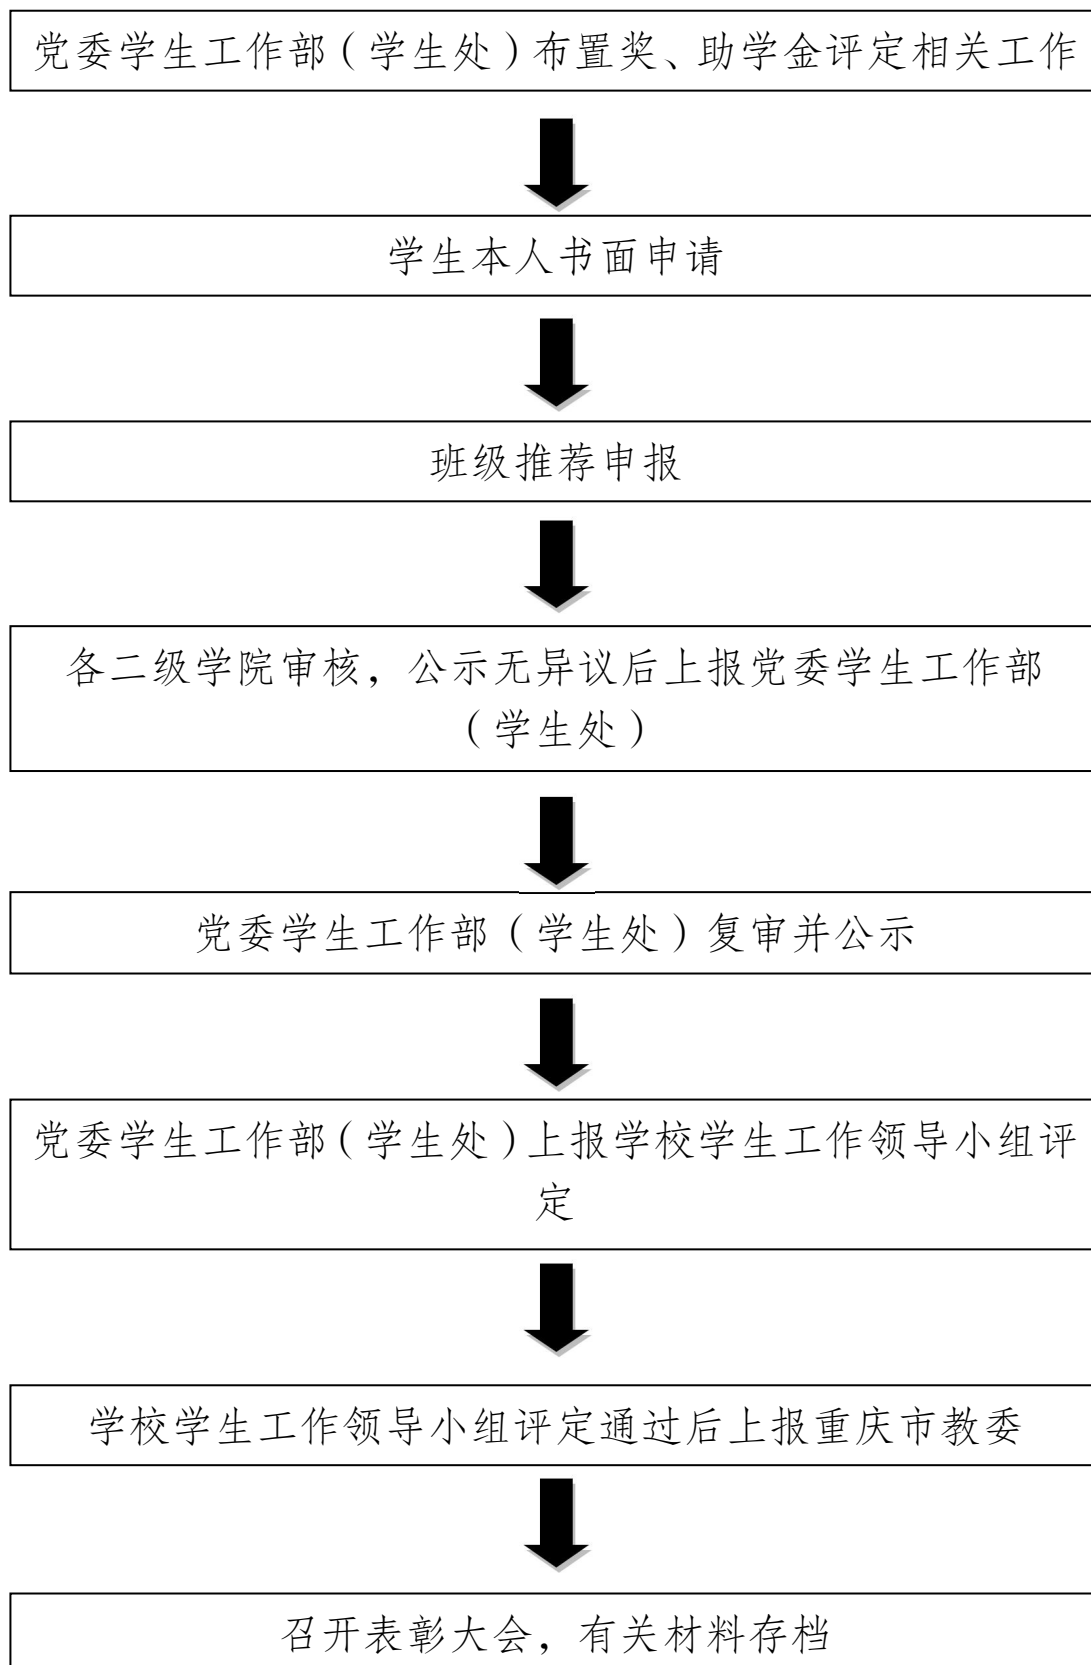 党委学生工作部（学生处）布置奖、助学金评定相关工作
学生本人书面申请
班级推荐申报
各二级学院审核，公示无异议后上报党委学生工作部
（学生处）
党委学生工作部（学生处）复审并公示
党委学生工作部（学生处）上报学校学生工作领导小组评
定
学校学生工作领导小组评定通过后上报重庆市教委
召开表彰大会，有关材料存档